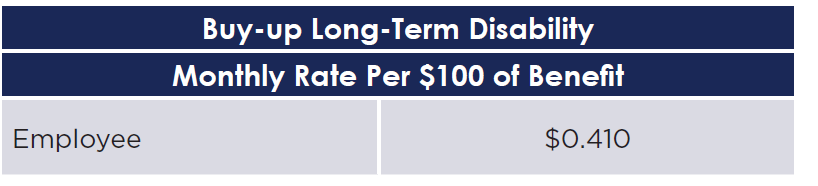 Buy-up Long-Term Disability
Monthly Rate Per $100 of Benefit
Employee $0.410